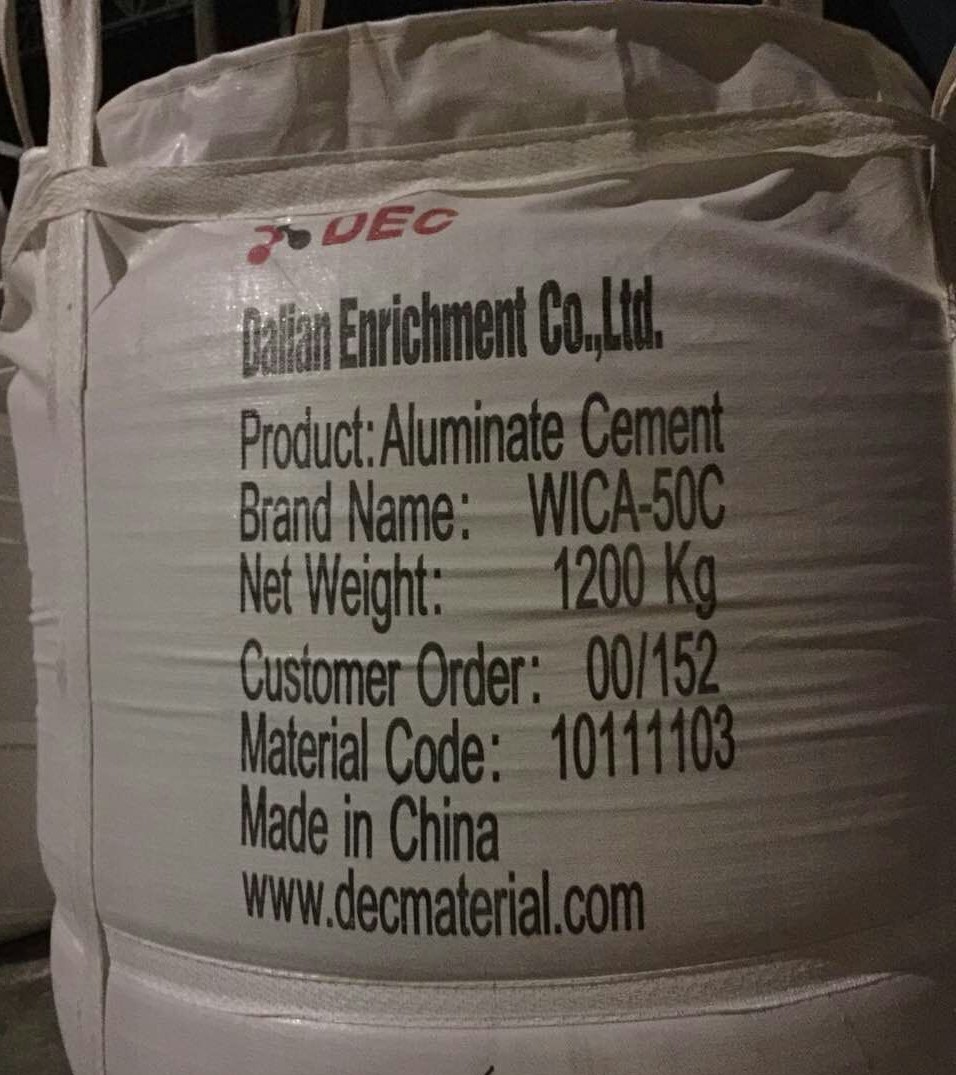 DEC
Dalian Enrichment Co.,Ltd.
Product: Aluminate Cement
Brand Name: WICA-50C
Net Weight: 1200 Kg
Customer Order: 00/152
Material Code: 10111103
Made in China
www.decmaterial.com